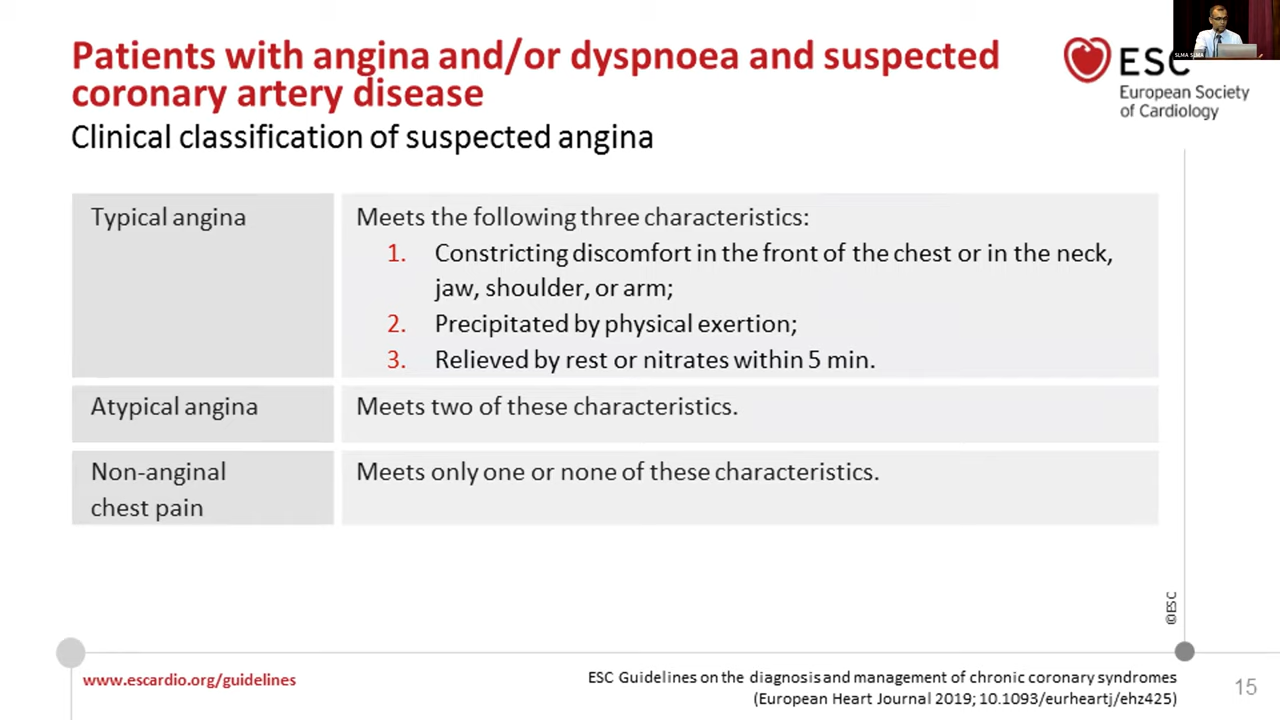 Patients with angina and/or dyspnoea and suspected
coronary artery disease
Clinical classification of suspected angina
SLMA SLMA
ESC
European Society
of Cardiology
Typical angina
Meets the following three characteristics:
1. Constricting discomfort in the front of the chest or in the neck,
jaw, shoulder, or arm;
2. Precipitated by physical exertion;
3. Relieved by rest or nitrates within 5 min.
Atypical angina
Meets two of these characteristics.
Non-anginal
chest pain
Meets only one or none of these characteristics.
©ESC
www.escardio.org/guidelines
ESC Guidelines on the diagnosis and management of chronic coronary syndromes
(European Heart Journal 2019; 10.1093/eurheartj/ehz425)
15